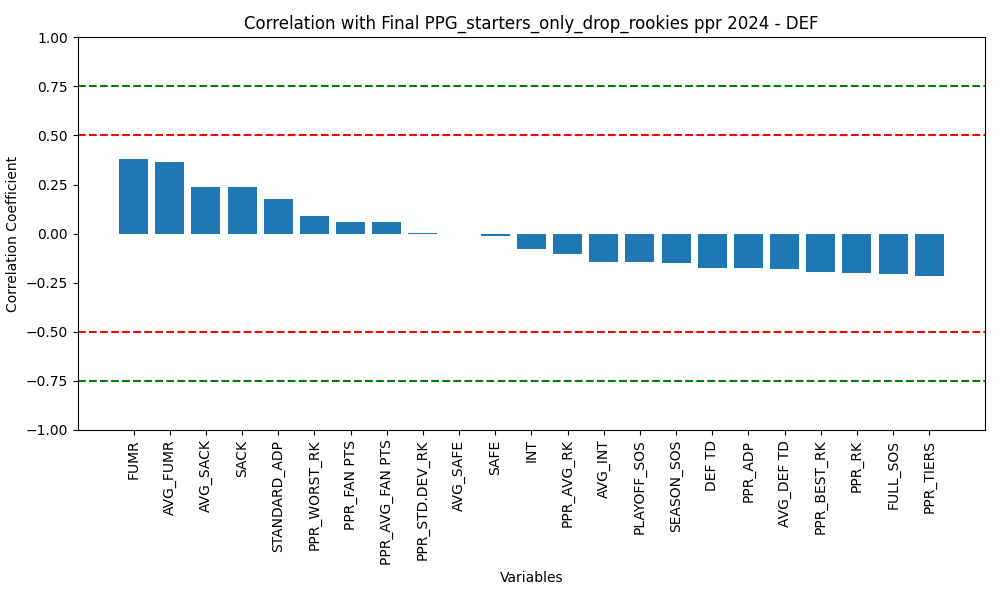 Correlation with Final PPG_starters_only_drop_rookies ppr 2024 - DEF
Correlation Coefficient
1.00
0.75
0.50
0.25
0.00
−0.25
−0.50
−0.75
−1.00
FUMR
AVG_FUMR
AVG_SACK
SACK
STANDARD_ADP
PPR_WORST_RK
PPR_FAN PTS
PPR_AVG_FAN PTS
PPR_STD.DEV_RK
AVG_SAFE
SAFE
INT
PPR_AVG_RK
AVG_INT
PLAYOFF_SOS
SEASON_SOS
DEF TD
PPR_ADP
AVG_DEF TD
PPR_BEST_RK
PPR_RK
FULL_SOS
PPR_TIERS
Variables